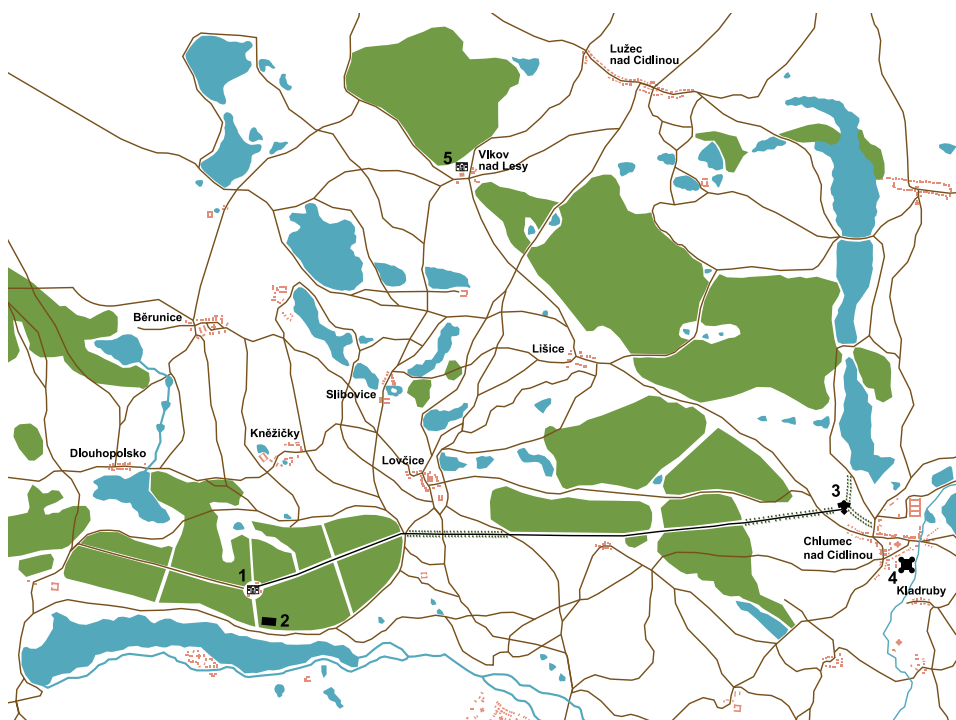 Lužec
nad Cidlinou
5
Vlkov
nad Lesy
Běrunice
Lišice
Slibovice
Kněžičky
Dlouhopolsko
Lovčice
3
Chlumec
nad Cidlinou
1
4
Kladruby
2